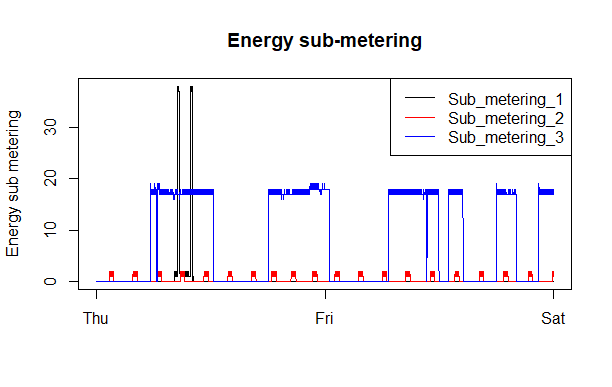 Energy sub-metering
Energy sub metering
30
20
10
0
Sub_metering_1
Sub_metering_2
Sub_metering_3
Thu
Fri
Sat